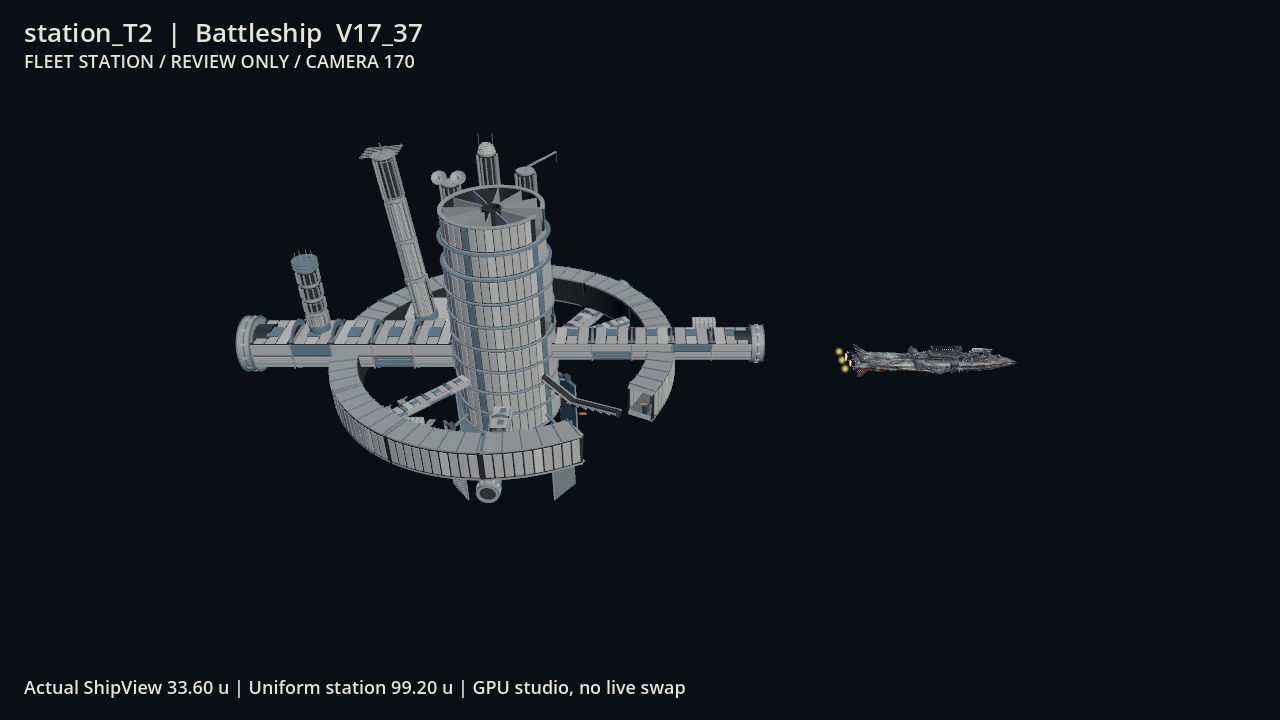 station_T2 | Battleship V17_37
FLEET STATION / REVIEW ONLY / CAMERA 170
Actual ShipView 33.60 u | Uniform station 99.20 u | GPU studio, no live swap